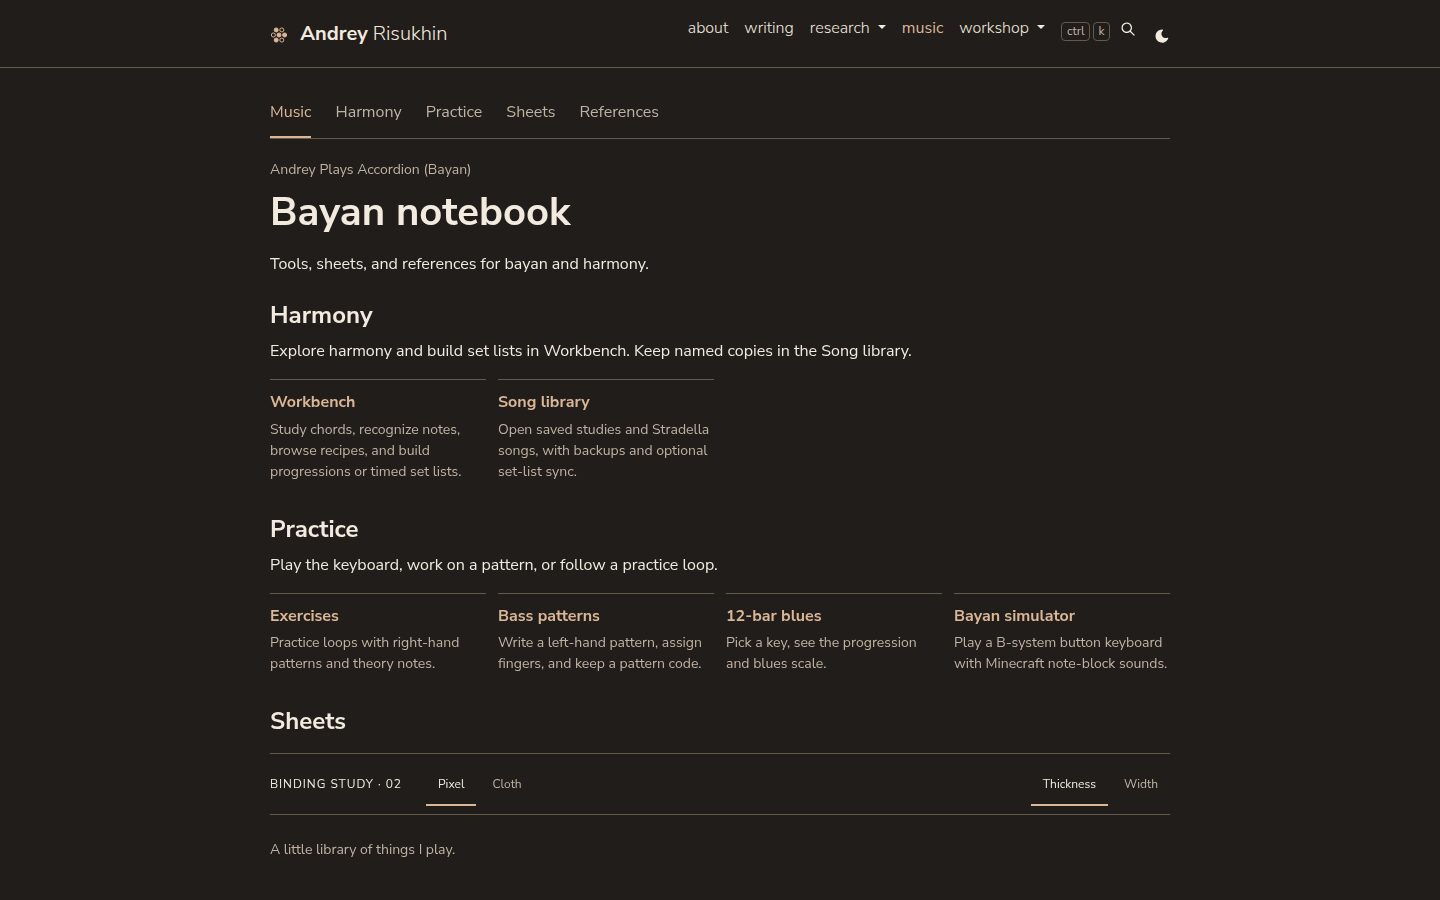 Andrey Risukhin
about writing research music workshop ctrl k
Music Harmony Practice Sheets References
Andrey Plays Accordion (Bayan)
Bayan notebook
Tools, sheets, and references for bayan and harmony.
Harmony
Explore harmony and build set lists in Workbench. Keep named copies in the Song library.
Workbench
Study chords, recognize notes,
browse recipes, and build
progressions or timed set lists.
Song library
Open saved studies and Stradella
songs, with backups and optional
set-list sync.
Practice
Play the keyboard, work on a pattern, or follow a practice loop.
Exercises
Practice loops with right-hand
patterns and theory notes.
Bass patterns
Write a left-hand pattern, assign
fingers, and keep a pattern code.
12-bar blues
Pick a key, see the progression
and blues scale.
Bayan simulator
Play a B-system button keyboard
with Minecraft note-block sounds.
Sheets
BINDING STUDY · 02 Pixel Cloth Thickness Width
A little library of things I play.